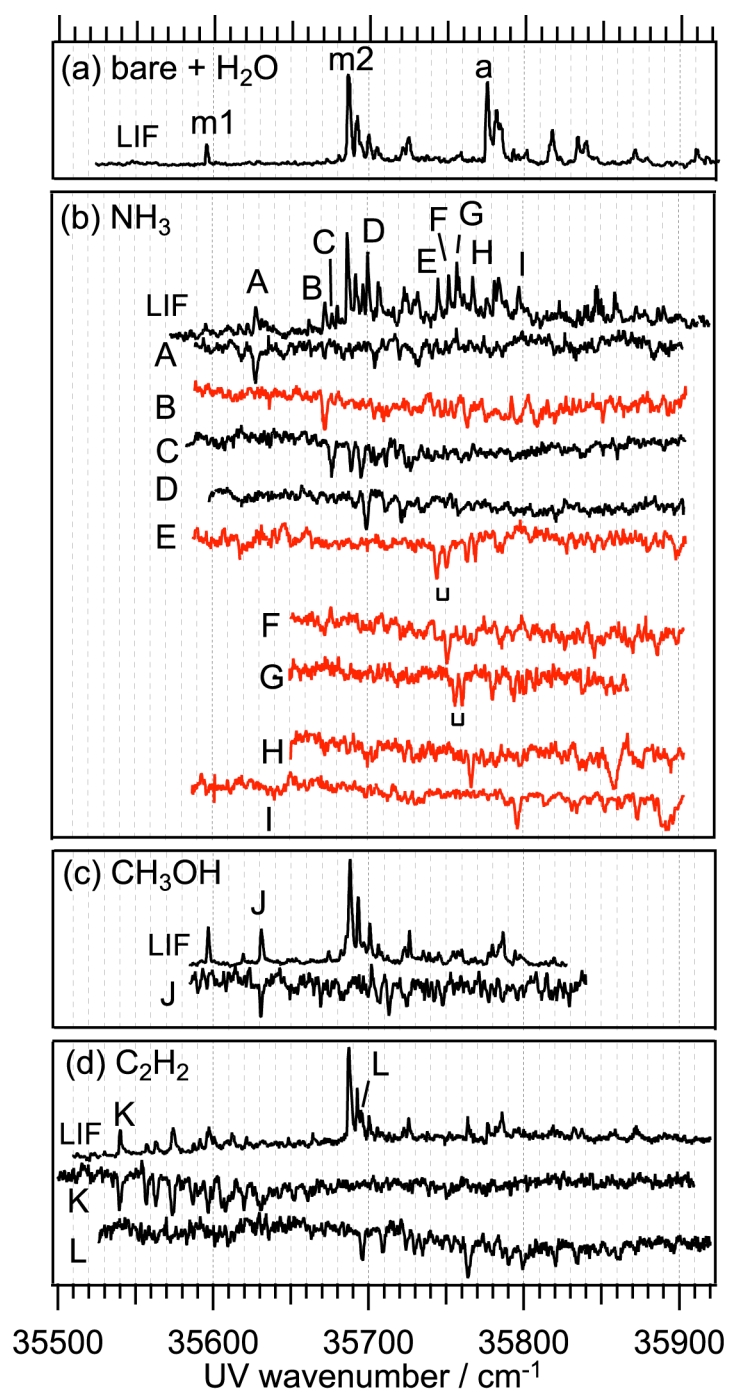 (a) bare + H₂O
m2
a
m1
LIF
(b) NH₃
F
G
C
D
H
E
A
I
B
LIF
A
B
C
D
E
F
G
H
I
(c) CH₃OH
J
LIF
J
(d) C₂H₂
L
K
LIF
K
L
35500 35600 35700 35800 35900
UV wavenumber / cm⁻¹